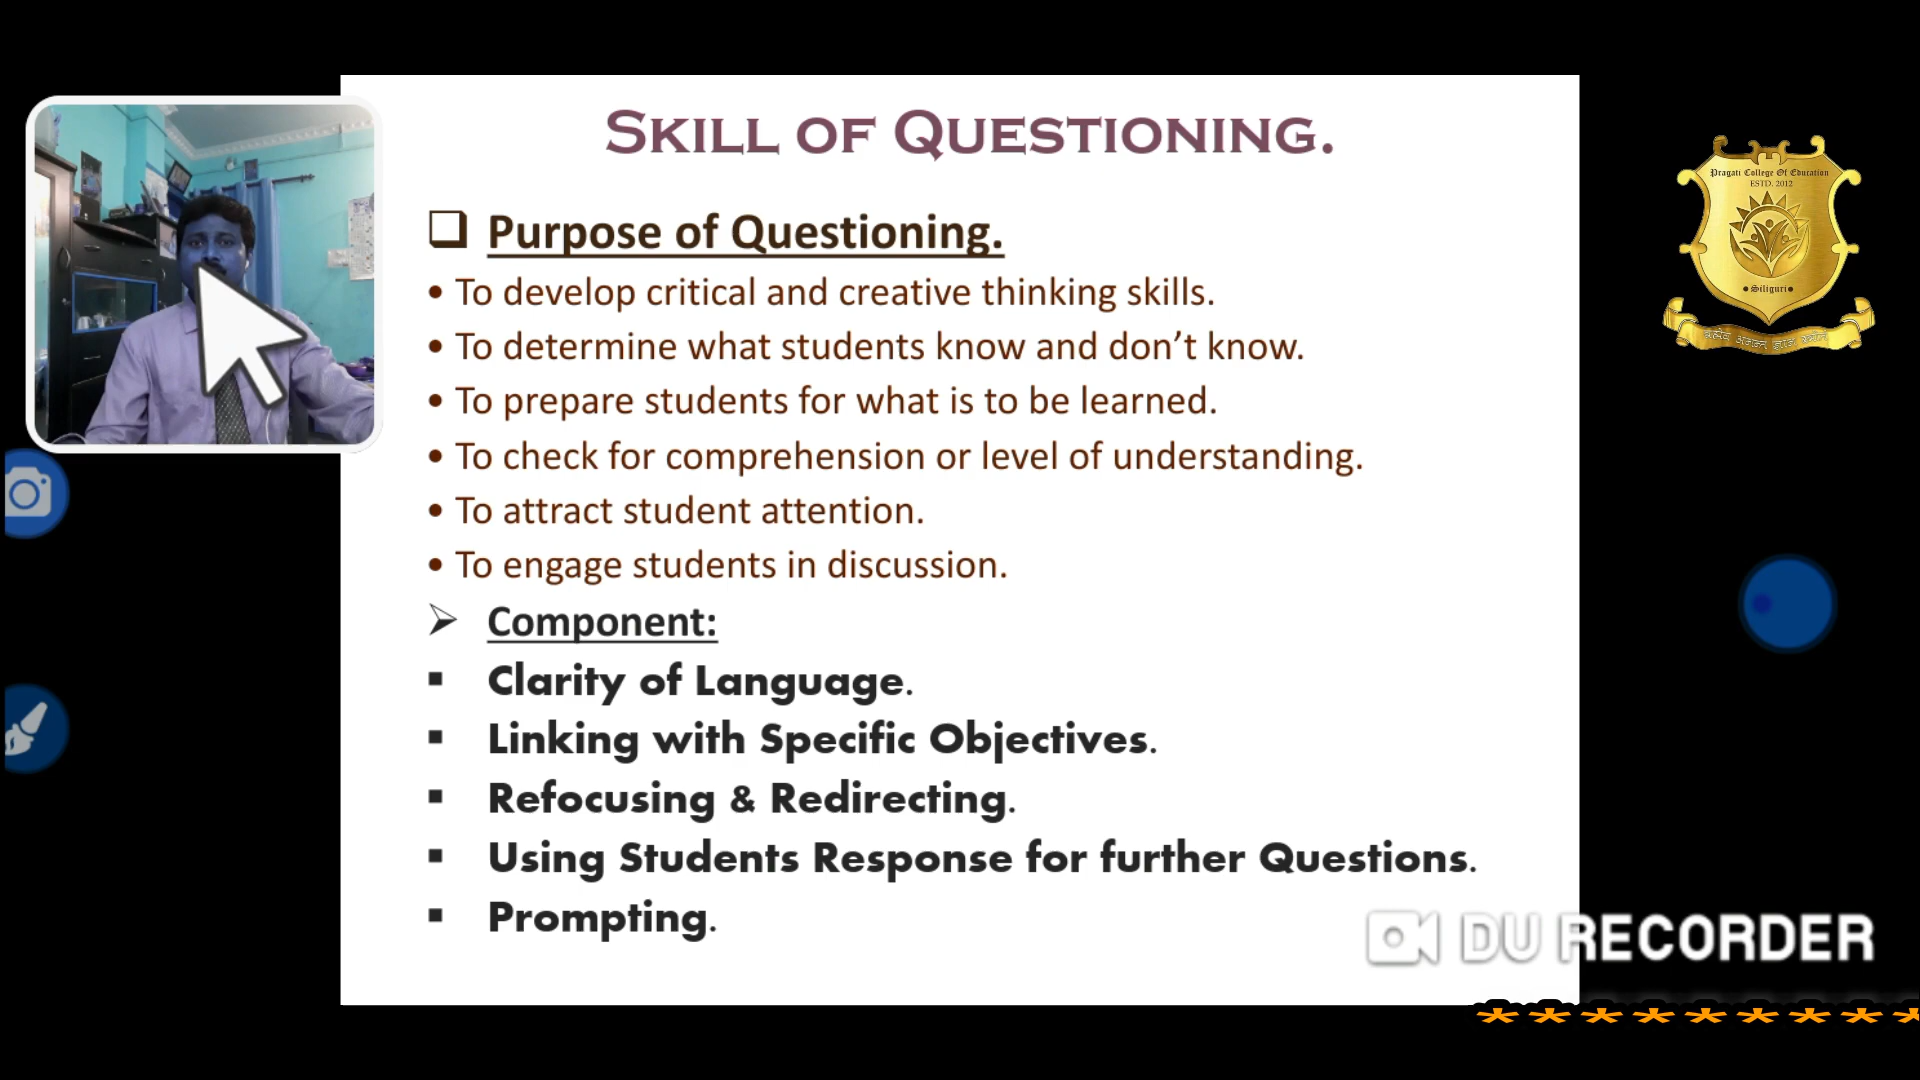 SKILL OF QUESTIONING.
Purpose of Questioning.
• To develop critical and creative thinking skills.
• To determine what students know and don’t know.
• To prepare students for what is to be learned.
• To check for comprehension or level of understanding.
• To attract student attention.
• To engage students in discussion.
Component:
Clarity of Language.
Linking with Specific Objectives.
Refocusing & Redirecting.
Using Students Response for further Questions.
Prompting.
Pragati College Of Education
ESTD. 2012
•Siliguri•
DU RECORDER